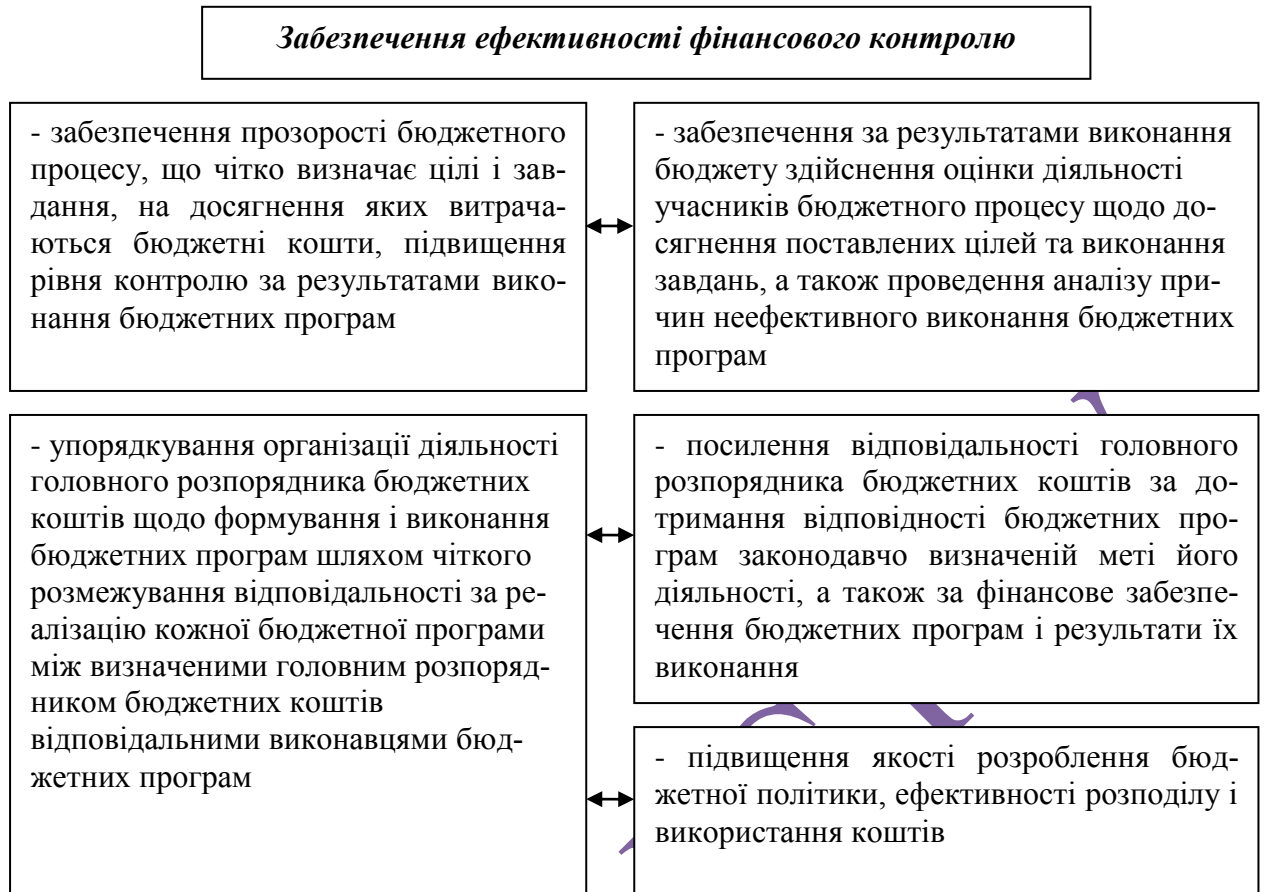 Забезпечення ефективності фінансового контролю
- забезпечення прозорості бюджетного
процесу, що чітко визначає цілі і зав-
дання, на досягнення яких витрача-
ються бюджетні кошти, підвищення
рівня контролю за результатами вико-
нання бюджетних програм
- забезпечення за результатами виконання
бюджету здійснення оцінки діяльності
учасників бюджетного процесу щодо до-
сягнення поставлених цілей та виконання
завдань, а також проведення аналізу при-
чин неефективного виконання бюджетних
програм
- упорядкування організації діяльності
головного розпорядника бюджетних
коштів щодо формування і виконання
бюджетних програм шляхом чіткого
розмежування відповідальності за ре-
алізацію кожної бюджетної програми
між визначеними головним розпоряд-
ником бюджетних коштів
відповідальними виконавцями бюд-
жетних програм
- посилення відповідальності головного
розпорядника бюджетних коштів за до-
тримання відповідності бюджетних про-
грам законодавчо визначеній меті його
діяльності, а також за фінансове забезпе-
чення бюджетних програм і результати їх
виконання
- підвищення якості розроблення бюд-
жетної політики, ефективності розподілу і
використання коштів